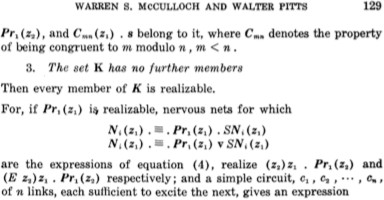 WARREN S. MCCULLOCH AND WALTER PITTS 129
Pr₁(z₂), and Cₘₙ(z₁) . s belong to it, where Cₘₙ denotes the property
of being congruent to m modulo n, m < n.
3. The set K has no further members
Then every member of K is realizable.
For, if Pr₁(z₁) is realizable, nervous nets for which
Nᵢ(z₁) . ≡ . Pr₁(z₁) . SNᵢ(z₁)
Nᵢ(z₁) . ≡ . Pr₁(z₁) v SNᵢ(z₁)
are the expressions of equation (4), realize (z₂)z₁ . Pr₁(z₂) and
(E z₂)z₁ . Pr₁(z₂) respectively; and a simple circuit, c₁, c₂, ···, cₙ,
of n links, each sufficient to excite the next, gives an expression